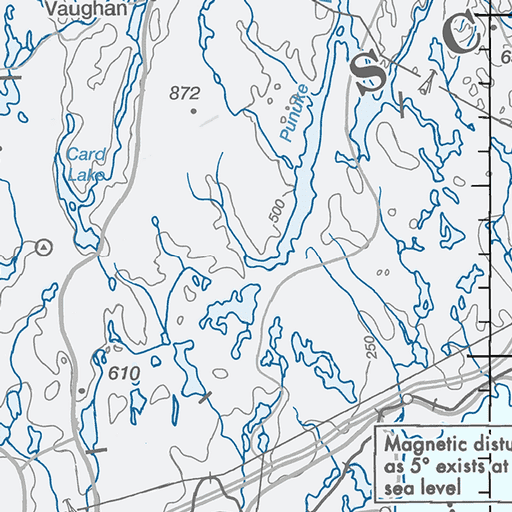 Vaughan
C
S
872
Punuke
Card
Lake
500
250
610
Magnetic distu
as 5° exists at
sea level